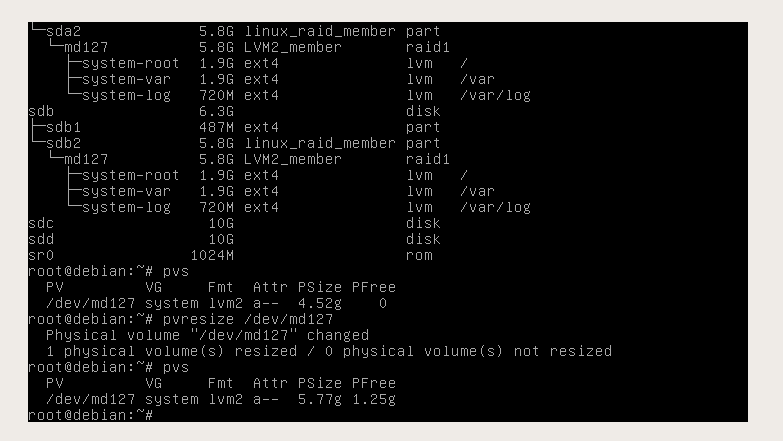 └─sda2                5.8G linux_raid_member part
  └─md127             5.8G LVM2_member       raid1
    ├─system-root  1.9G ext4              lvm   /
    ├─system-var   1.9G ext4              lvm   /var
    └─system-log   720M ext4              lvm   /var/log
sdb                6.3G                   disk
├─sdb1             487M ext4              part
└─sdb2             5.8G linux_raid_member part
  └─md127          5.8G LVM2_member       raid1
    ├─system-root  1.9G ext4              lvm   /
    ├─system-var   1.9G ext4              lvm   /var
    └─system-log   720M ext4              lvm   /var/log
sdc                 10G                   disk
sdd                 10G                   disk
sr0               1024M                   rom
root@debian:~# pvs
  PV         VG     Fmt  Attr PSize PFree
  /dev/md127 system lvm2 a--  4.52g    0
root@debian:~# pvresize /dev/md127
  Physical volume "/dev/md127" changed
  1 physical volume(s) resized / 0 physical volume(s) not resized
root@debian:~# pvs
  PV         VG     Fmt  Attr PSize PFree
  /dev/md127 system lvm2 a--  5.77g 1.25g
root@debian:~#